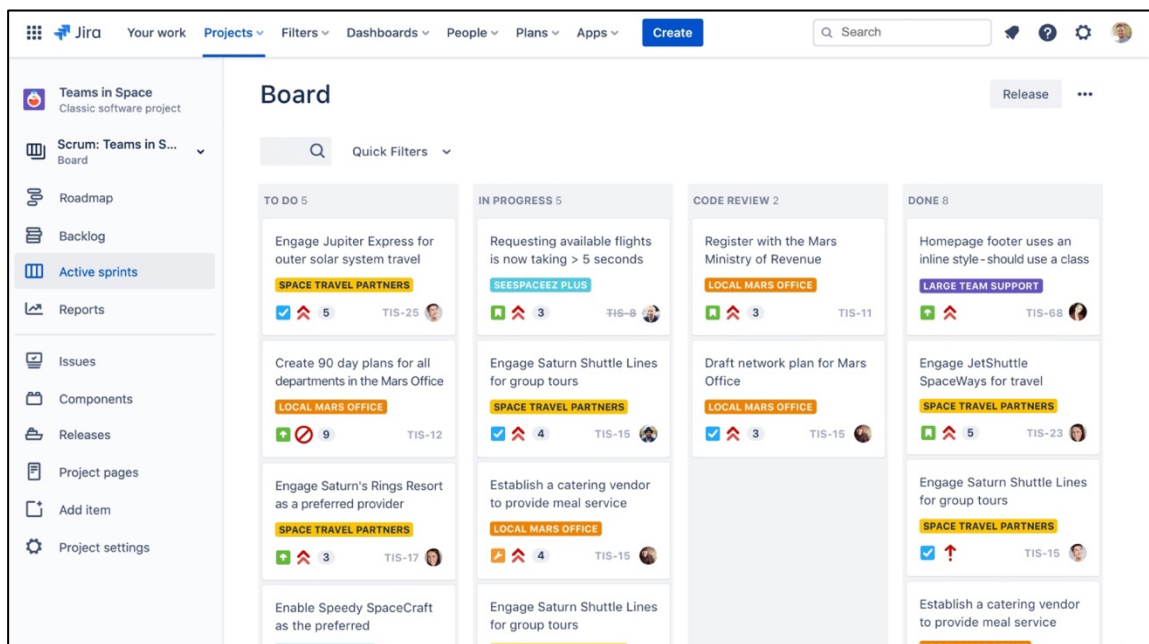 Jira Your work Projects Filters Dashboards People Plans Apps Create Search
Teams in Space
Classic software project
Scrum: Teams in S...
Board
Roadmap
Backlog
Active sprints
Reports
Issues
Components
Releases
Project pages
Add item
Project settings
Board
Release
Quick Filters
TO DO 5
Engage Jupiter Express for
outer solar system travel
SPACE TRAVEL PARTNERS
5 TIS-25
Create 90 day plans for all
departments in the Mars Office
LOCAL MARS OFFICE
9 TIS-12
Engage Saturn's Rings Resort
as a preferred provider
SPACE TRAVEL PARTNERS
3 TIS-17
Enable Speedy SpaceCraft
as the preferred
IN PROGRESS 5
Requesting available flights
is now taking > 5 seconds
SEESPACEEZ PLUS
3 TIS-8
Engage Saturn Shuttle Lines
for group tours
SPACE TRAVEL PARTNERS
4 TIS-15
Establish a catering vendor
to provide meal service
LOCAL MARS OFFICE
4 TIS-15
Engage Saturn Shuttle Lines
for group tours
CODE REVIEW 2
Register with the Mars
Ministry of Revenue
LOCAL MARS OFFICE
3 TIS-11
Draft network plan for Mars
Office
LOCAL MARS OFFICE
3 TIS-15
DONE 8
Homepage footer uses an
inline style - should use a class
LARGE TEAM SUPPORT
TIS-68
Engage JetShuttle
SpaceWays for travel
SPACE TRAVEL PARTNERS
5 TIS-23
Engage Saturn Shuttle Lines
for group tours
SPACE TRAVEL PARTNERS
TIS-15
Establish a catering vendor
to provide meal service